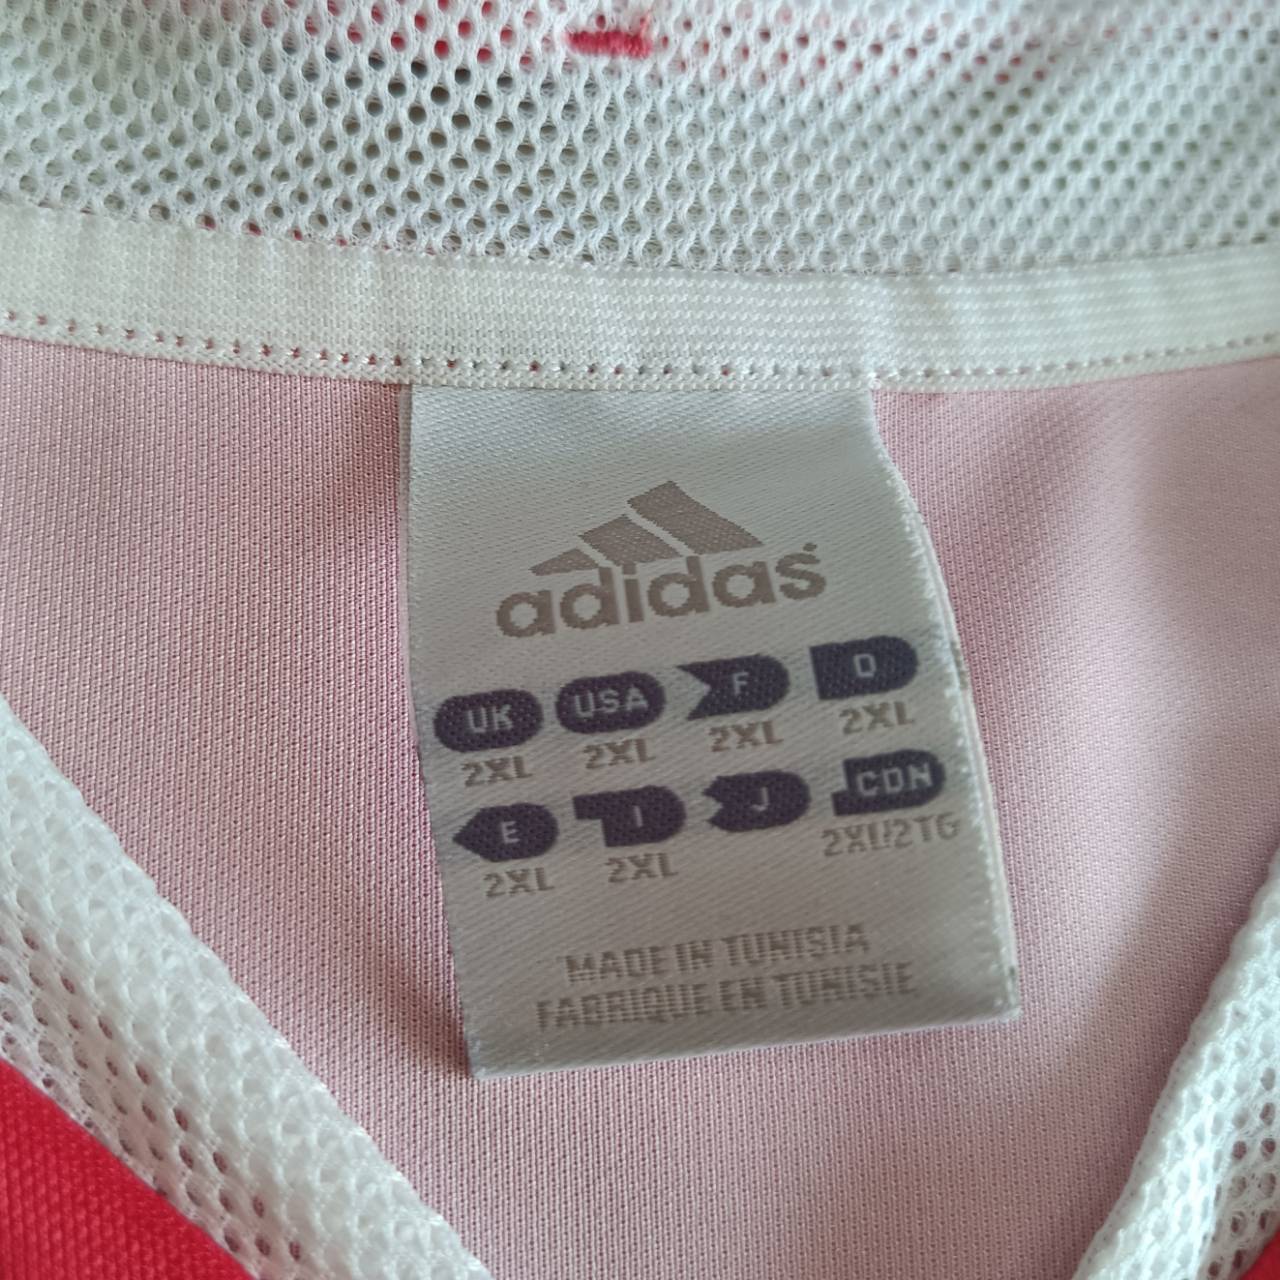 adidas
UK USA F D
2XL 2XL 2XL 2XL
E I J CDN
2XL 2XL 2XL/2TG
MADE IN TUNISIA
FABRIQUE EN TUNISIE